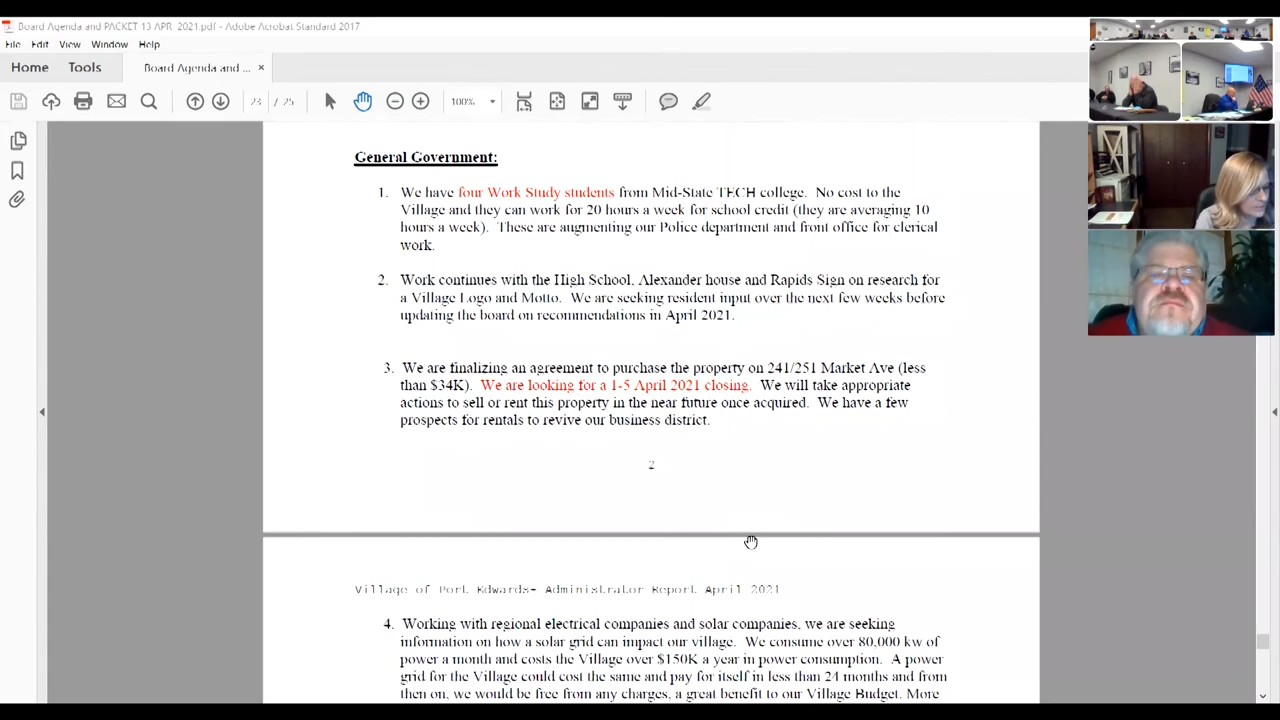 Board Agenda and PACKET 13 APR 2021.pdf - Adobe Acrobat Standard 2017
File Edit View Window Help
Home Tools Board Agenda and ... ×
23 / 25 100%
General Government:
1. We have four Work Study students from Mid-State TECH college. No cost to the
Village and they can work for 20 hours a week for school credit (they are averaging 10
hours a week). These are augmenting our Police department and front office for clerical
work.
2. Work continues with the High School, Alexander house and Rapids Sign on research for
a Village Logo and Motto. We are seeking resident input over the next few weeks before
updating the board on recommendations in April 2021.
3. We are finalizing an agreement to purchase the property on 241/251 Market Ave (less
than $34K). We are looking for a 1-5 April 2021 closing. We will take appropriate
actions to sell or rent this property in the near future once acquired. We have a few
prospects for rentals to revive our business district.
2
Village of Port Edwards- Administrator Report April 2021
4. Working with regional electrical companies and solar companies, we are seeking
information on how a solar grid can impact our village. We consume over 80,000 kw of
power a month and costs the Village over $150K a year in power consumption. A power
grid for the Village could cost the same and pay for itself in less than 24 months and from
then on, we would be free from any charges, a great benefit to our Village Budget. More